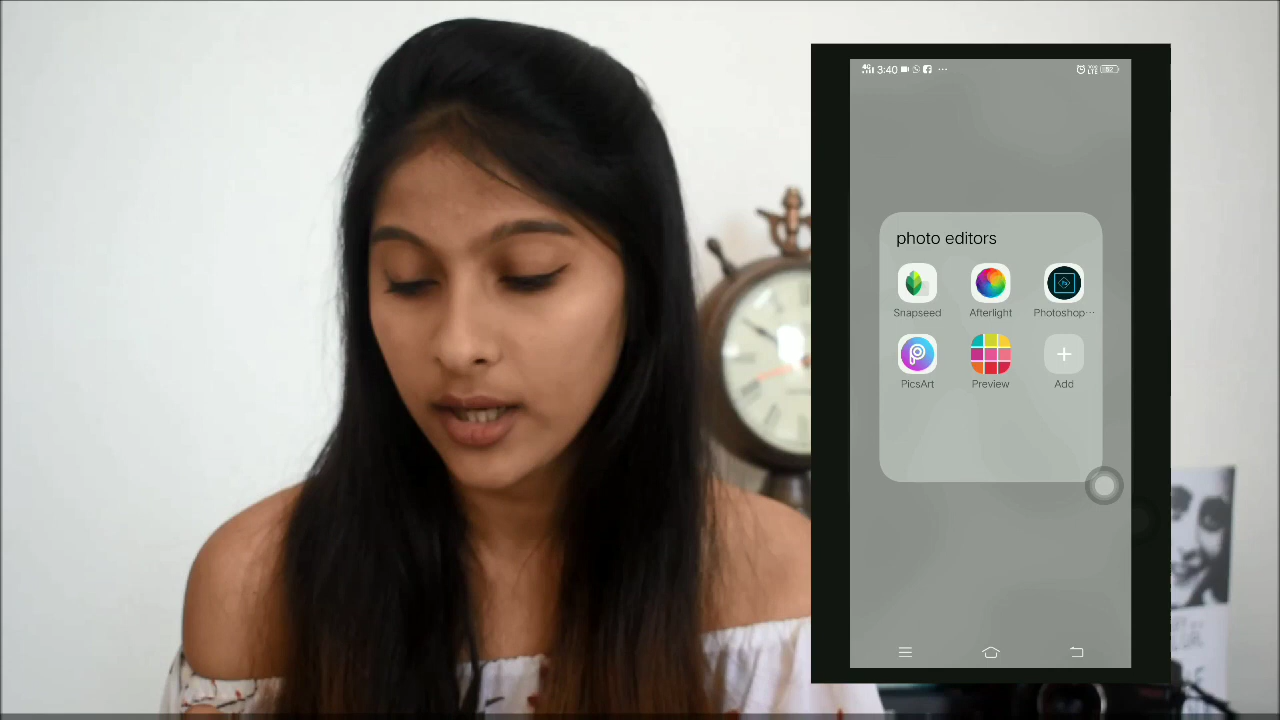 3:40
photo editors
Snapseed
Afterlight
Photoshop···
PicsArt
Preview
Add